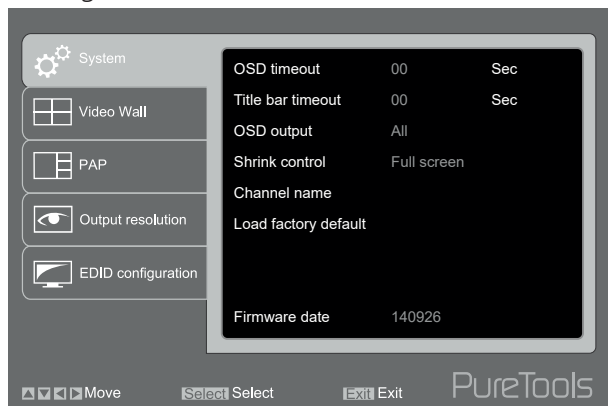 System
Video Wall
PAP
Output resolution
EDID configuration
OSD timeout 00 Sec
Title bar timeout 00 Sec
OSD output All
Shrink control Full screen
Channel name
Load factory default
Firmware date 140926
Move Select Select Exit Exit
PureTools